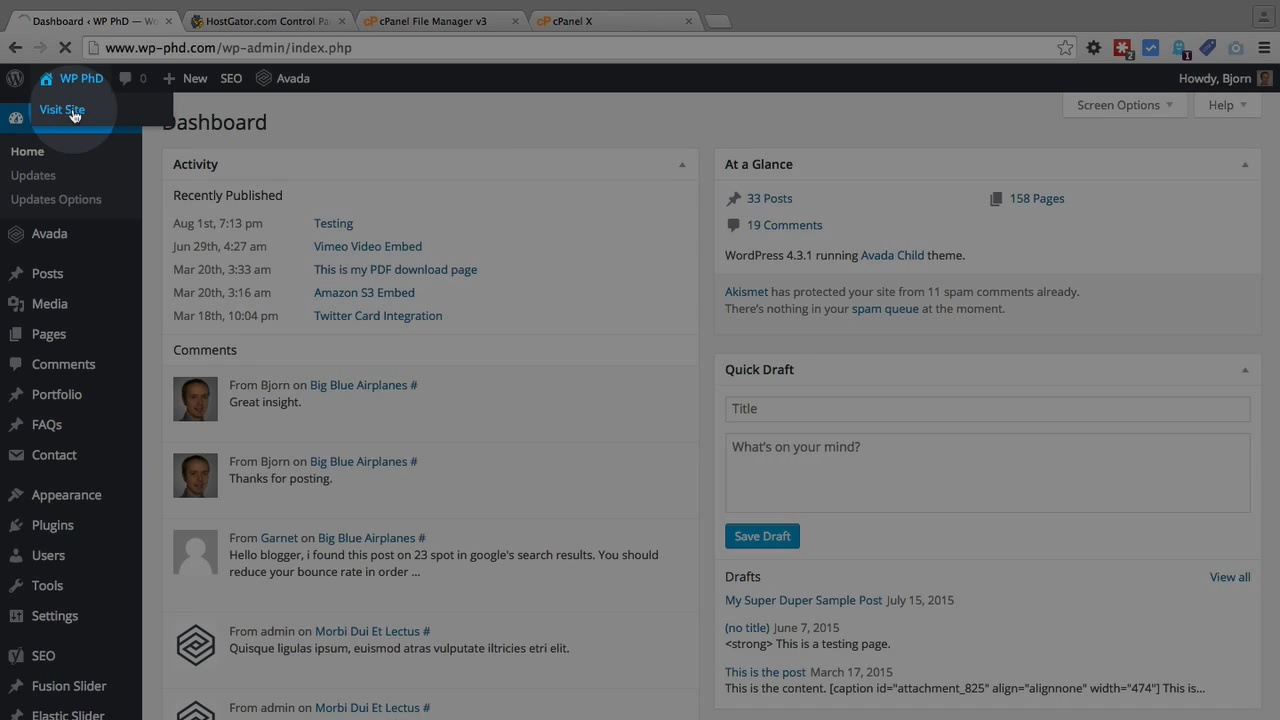 Dashboard ‹ WP PhD — Wo
HostGator.com Control Pa
cPanel File Manager v3
cPanel X
www.wp-phd.com/wp-admin/index.php
2
1
WP PhD
0
New
SEO
Avada
Howdy, Bjorn
Visit Site
Dashboard
Screen Options
Help
Home
Updates
Updates Options
Avada
Posts
Media
Pages
Comments
Portfolio
FAQs
Contact
Appearance
Plugins
Users
Tools
Settings
SEO
Fusion Slider
Elastic Slider
Activity
Recently Published
Aug 1st, 7:13 pm Testing
Jun 29th, 4:27 am Vimeo Video Embed
Mar 20th, 3:33 am This is my PDF download page
Mar 20th, 3:16 am Amazon S3 Embed
Mar 18th, 10:04 pm Twitter Card Integration
Comments
From Bjorn on Big Blue Airplanes #
Great insight.
From Bjorn on Big Blue Airplanes #
Thanks for posting.
From Garnet on Big Blue Airplanes #
Hello blogger, i found this post on 23 spot in google's search results. You should
reduce your bounce rate in order ...
From admin on Morbi Dui Et Lectus #
Quisque ligulas ipsum, euismod atras vulputate iltricies etri elit.
From admin on Morbi Dui Et Lectus #
At a Glance
33 Posts
158 Pages
19 Comments
WordPress 4.3.1 running Avada Child theme.
Akismet has protected your site from 11 spam comments already.
There's nothing in your spam queue at the moment.
Quick Draft
Title
What's on your mind?
Save Draft
Drafts
View all
My Super Duper Sample Post July 15, 2015
(no title) June 7, 2015
<strong> This is a testing page.
This is the post March 17, 2015
This is the content. [caption id="attachment_825" align="alignnone" width="474"] This is...